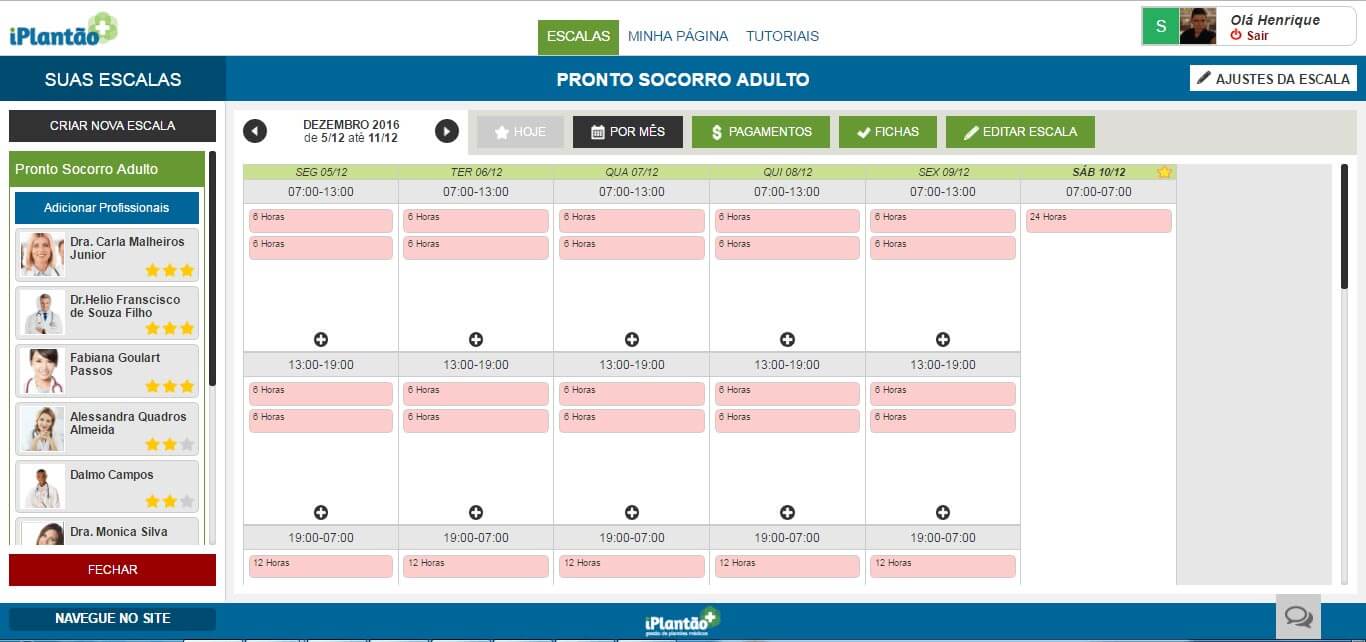 iPlantão
ESCALAS MINHA PÁGINA TUTORIAIS
S
Olá Henrique
Sair
SUAS ESCALAS
PRONTO SOCORRO ADULTO
AJUSTES DA ESCALA
CRIAR NOVA ESCALA
Pronto Socorro Adulto
Adicionar Profissionais
Dra. Carla Malheiros
Junior
Dr.Helio Franscisco
de Souza Filho
Fabiana Goulart
Passos
Alessandra Quadros
Almeida
Dalmo Campos
Dra. Monica Silva
FECHAR
DEZEMBRO 2016
de 5/12 até 11/12
HOJE POR MÊS PAGAMENTOS FICHAS EDITAR ESCALA
SEG 05/12 TER 06/12 QUA 07/12 QUI 08/12 SEX 09/12 SÁB 10/12
07:00-13:00 07:00-13:00 07:00-13:00 07:00-13:00 07:00-13:00 07:00-07:00
6 Horas 6 Horas 6 Horas 6 Horas 6 Horas 24 Horas
6 Horas 6 Horas 6 Horas 6 Horas 6 Horas
13:00-19:00 13:00-19:00 13:00-19:00 13:00-19:00 13:00-19:00
6 Horas 6 Horas 6 Horas 6 Horas 6 Horas
6 Horas 6 Horas 6 Horas 6 Horas 6 Horas
19:00-07:00 19:00-07:00 19:00-07:00 19:00-07:00 19:00-07:00
12 Horas 12 Horas 12 Horas 12 Horas 12 Horas
NAVEGUE NO SITE
iPlantão
gestão de plantões médicos